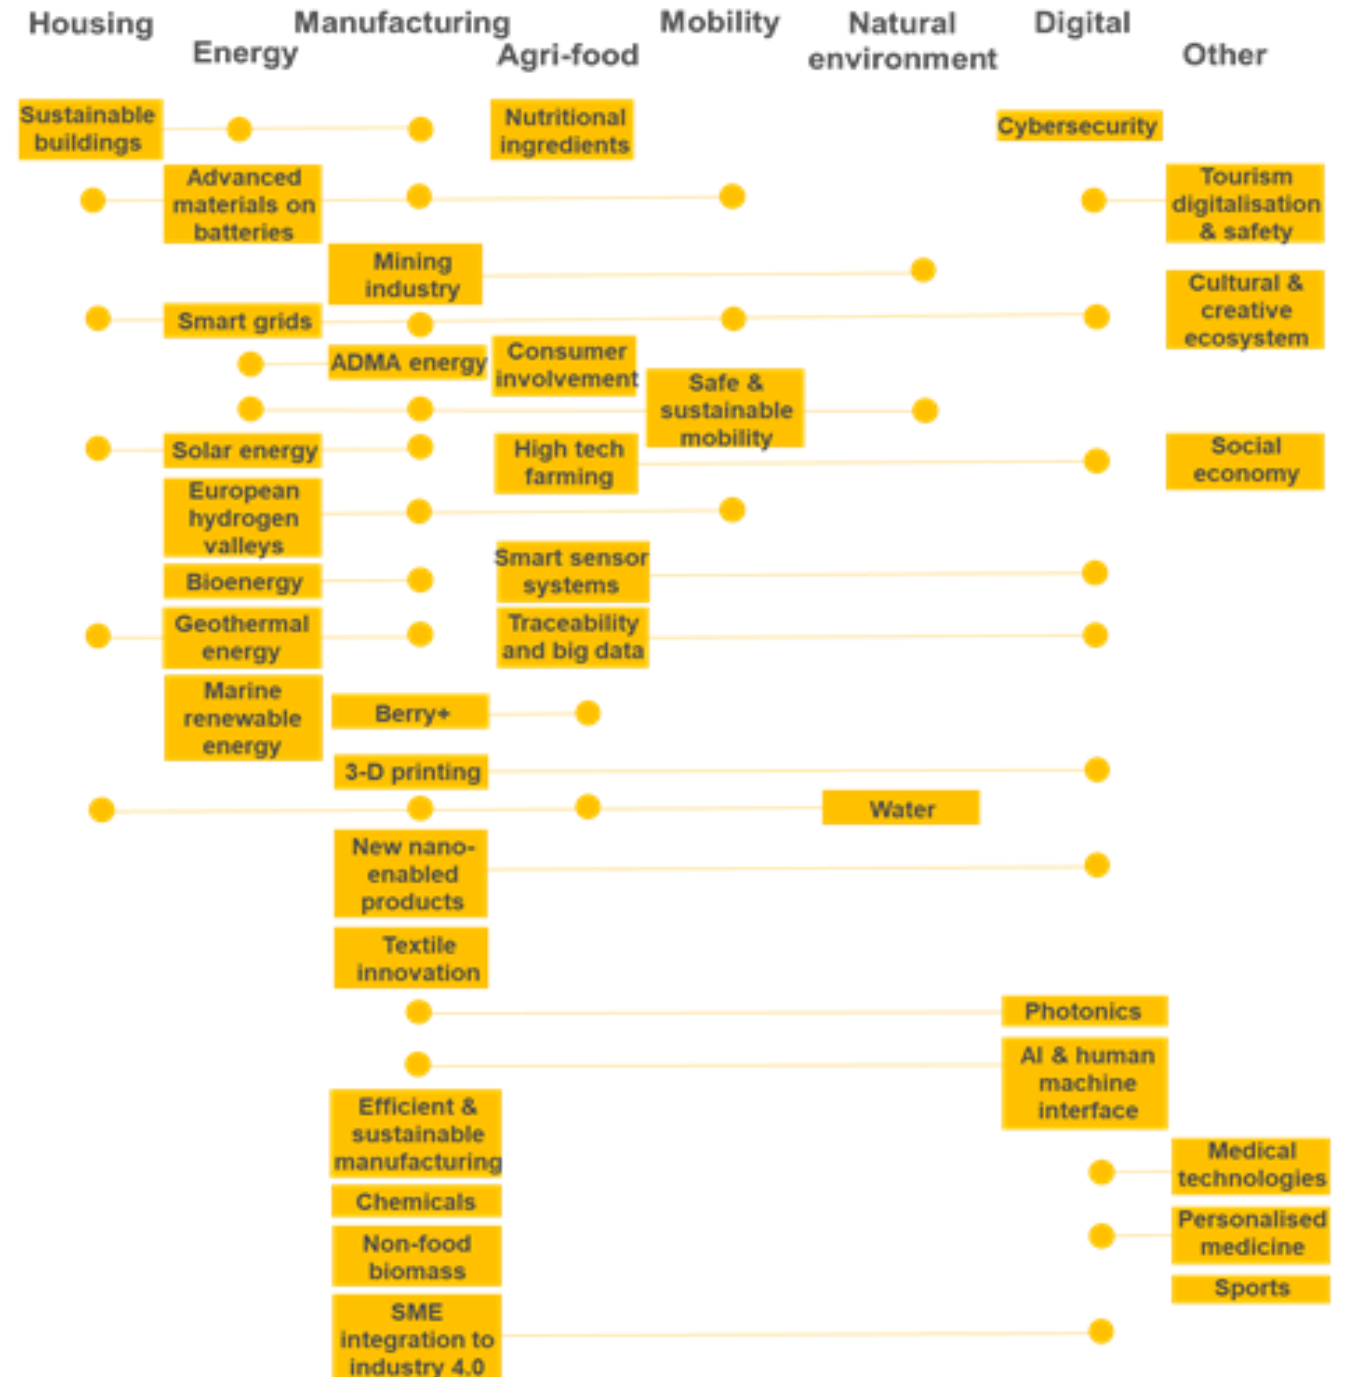 Housing
Energy
Manufacturing
Agri-food
Mobility
Natural
environment
Digital
Other
Sustainable
buildings
Nutritional
ingredients
Cybersecurity
Advanced
materials on
batteries
Tourism
digitalisation
& safety
Mining
industry
Cultural &
creative
ecosystem
Smart grids
ADMA energy
Consumer
involvement
Safe &
sustainable
mobility
Solar energy
High tech
farming
Social
economy
European
hydrogen
valleys
Bioenergy
Smart sensor
systems
Geothermal
energy
Traceability
and big data
Marine
renewable
energy
Berry+
3-D printing
Water
New nano-
enabled
products
Textile
innovation
Photonics
AI & human
machine
interface
Efficient &
sustainable
manufacturing
Medical
technologies
Chemicals
Personalised
medicine
Non-food
biomass
Sports
SME
integration to
industry 4.0